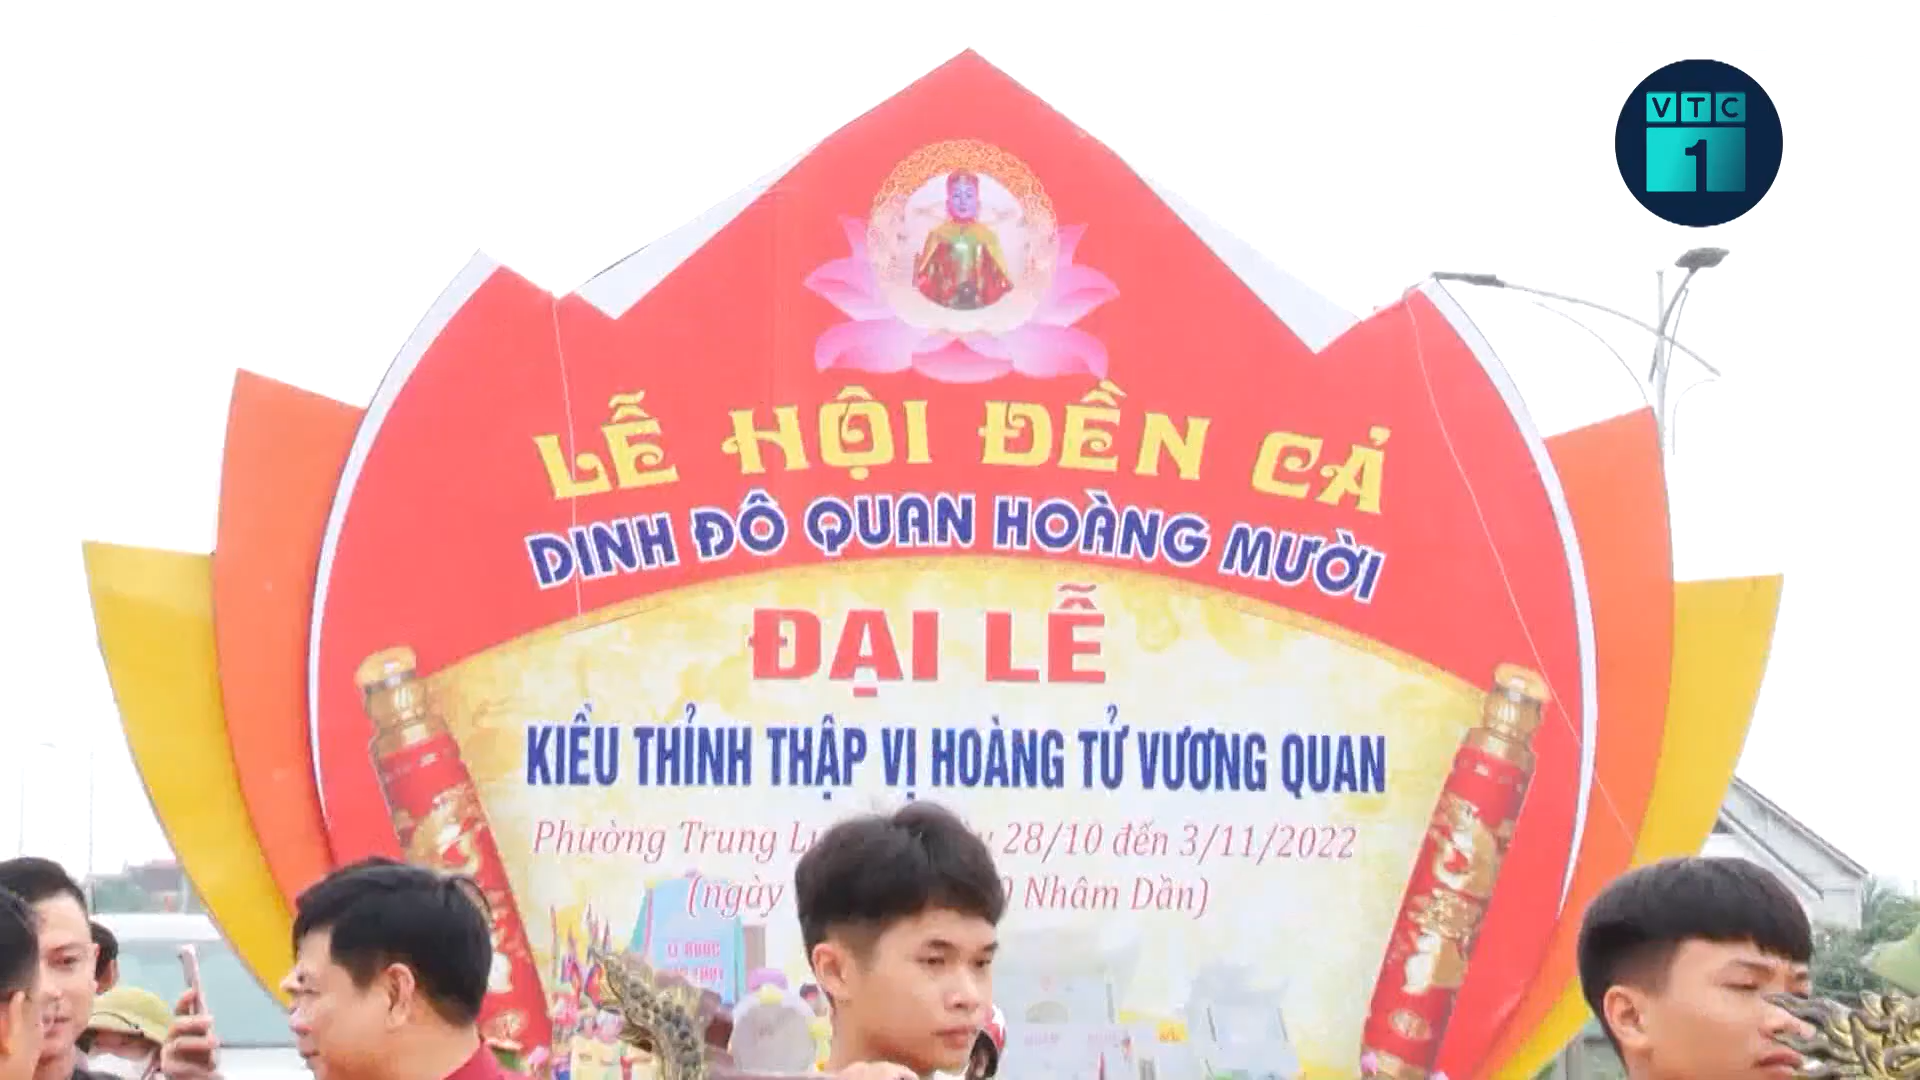 VTC
1
LỄ HỘI ĐỀN CẢ
DINH ĐÔ QUAN HOÀNG MƯỜI
ĐẠI LỄ
KIỀU THỈNH THẬP VỊ HOÀNG TỬ VƯƠNG QUAN
Phường Trung 28/10 đến 3/11/2022
(ngày Nhâm Dần)